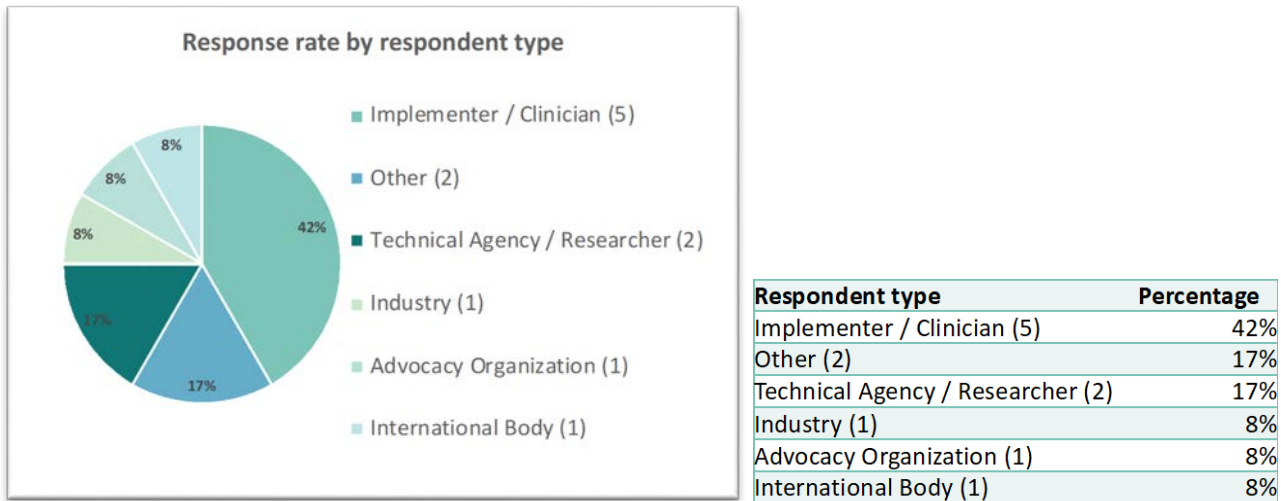 Response rate by respondent type
8%
8%
8%
42%
17%
17%
Implementer / Clinician (5)
Other (2)
Technical Agency / Researcher (2)
Industry (1)
Advocacy Organization (1)
International Body (1)
Respondent type Percentage
Implementer / Clinician (5) 42%
Other (2) 17%
Technical Agency / Researcher (2) 17%
Industry (1) 8%
Advocacy Organization (1) 8%
International Body (1) 8%